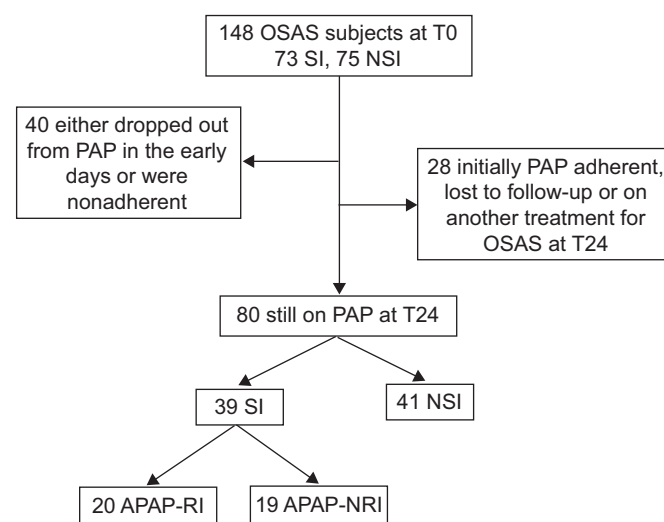 148 OSAS subjects at T0
73 SI, 75 NSI
40 either dropped out
from PAP in the early
days or were
nonadherent
28 initially PAP adherent,
lost to follow-up or on
another treatment for
OSAS at T24
80 still on PAP at T24
39 SI
41 NSI
20 APAP-RI
19 APAP-NRI